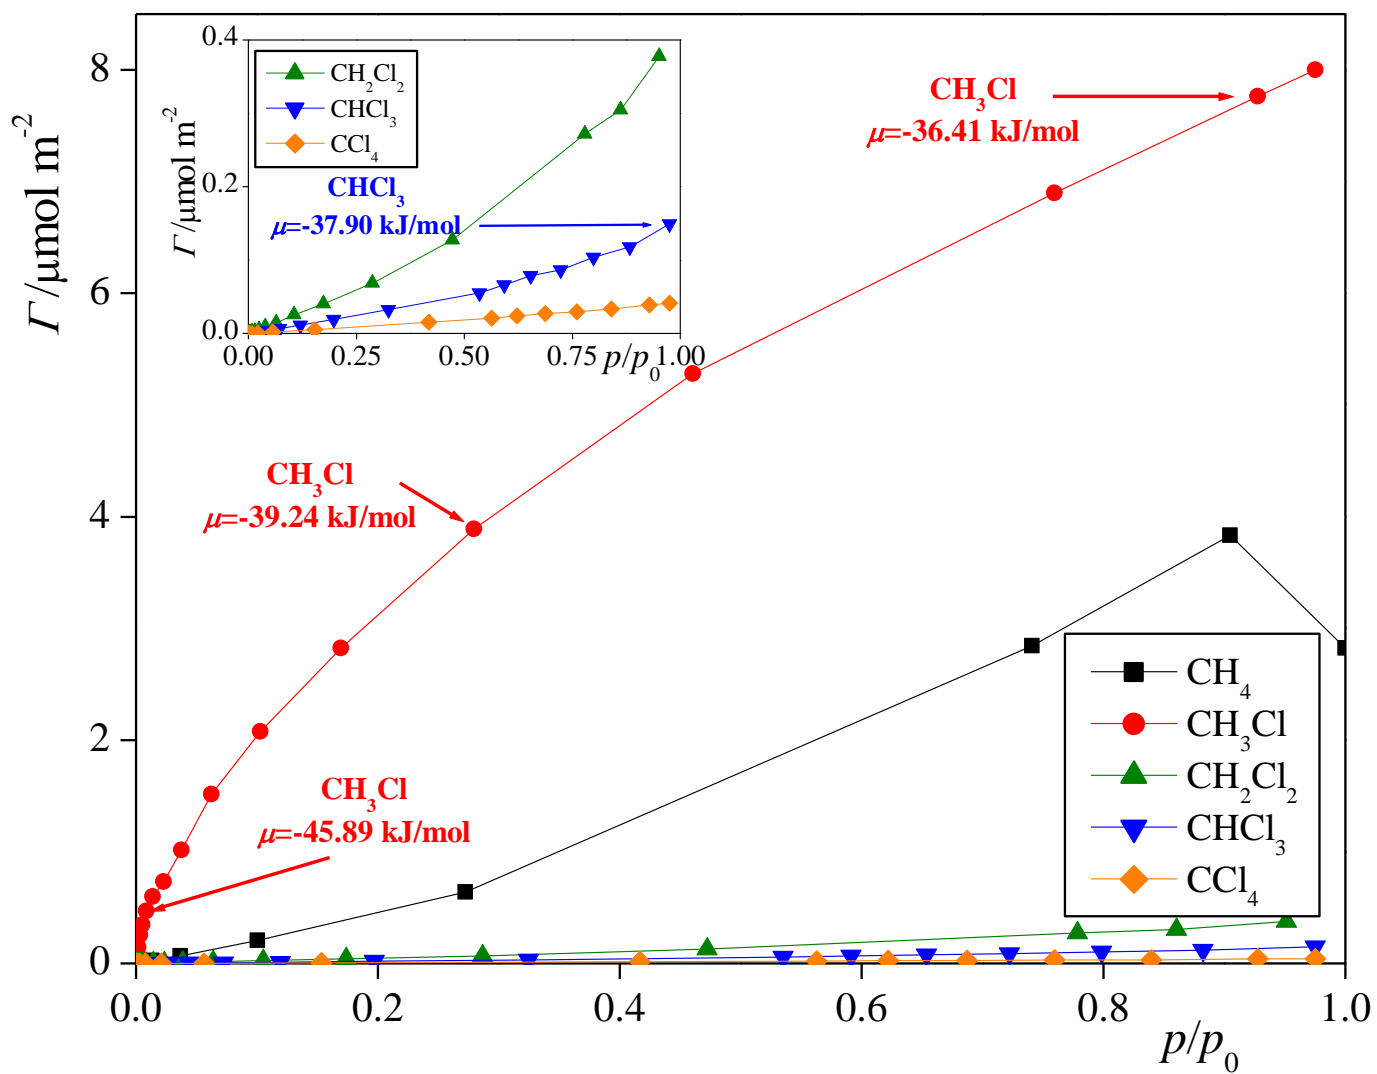 8
6
4
2
0
Γ /μmol m⁻²
0.0
0.2
0.4
0.6
0.8
1.0
p/p₀
0.4
0.2
0.0
Γ /μmol m⁻²
0.00
0.25
0.50
0.75
1.00
p/p₀
CH₂Cl₂
CHCl₃
CCl₄
CHCl₃
μ=-37.90 kJ/mol
CH₃Cl
μ=-36.41 kJ/mol
CH₃Cl
μ=-39.24 kJ/mol
CH₃Cl
μ=-45.89 kJ/mol
CH₄
CH₃Cl
CH₂Cl₂
CHCl₃
CCl₄